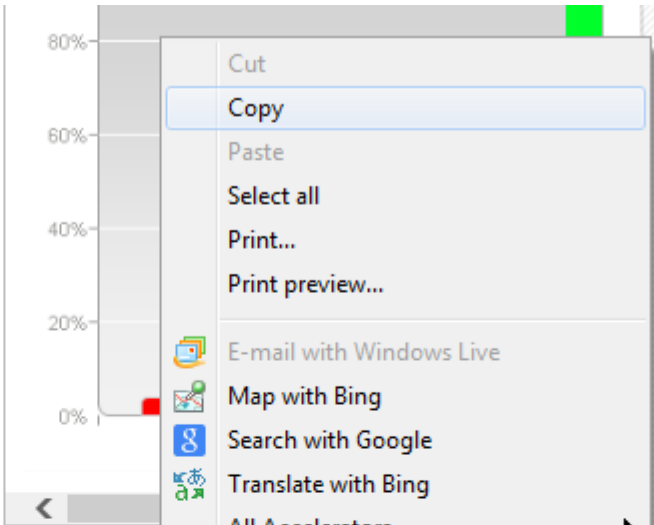 80%
Cut
Copy
60%
Paste
Select all
40%
Print...
Print preview...
20%
E-mail with Windows Live
Map with Bing
0%
Search with Google
Translate with Bing
All Accelerators